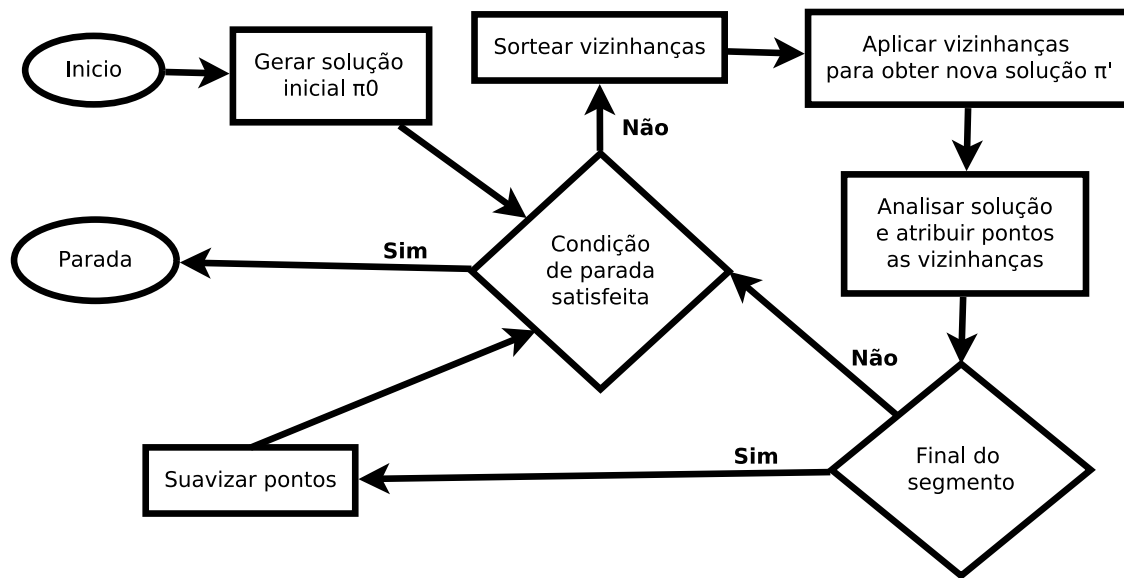 Inicio
Gerar solução
inicial π0
Sortear vizinhanças
Aplicar vizinhanças
para obter nova solução π'
Não
Analisar solução
e atribuir pontos
as vizinhanças
Condição
de parada
satisfeita
Sim
Parada
Não
Final do
segmento
Sim
Suavizar pontos